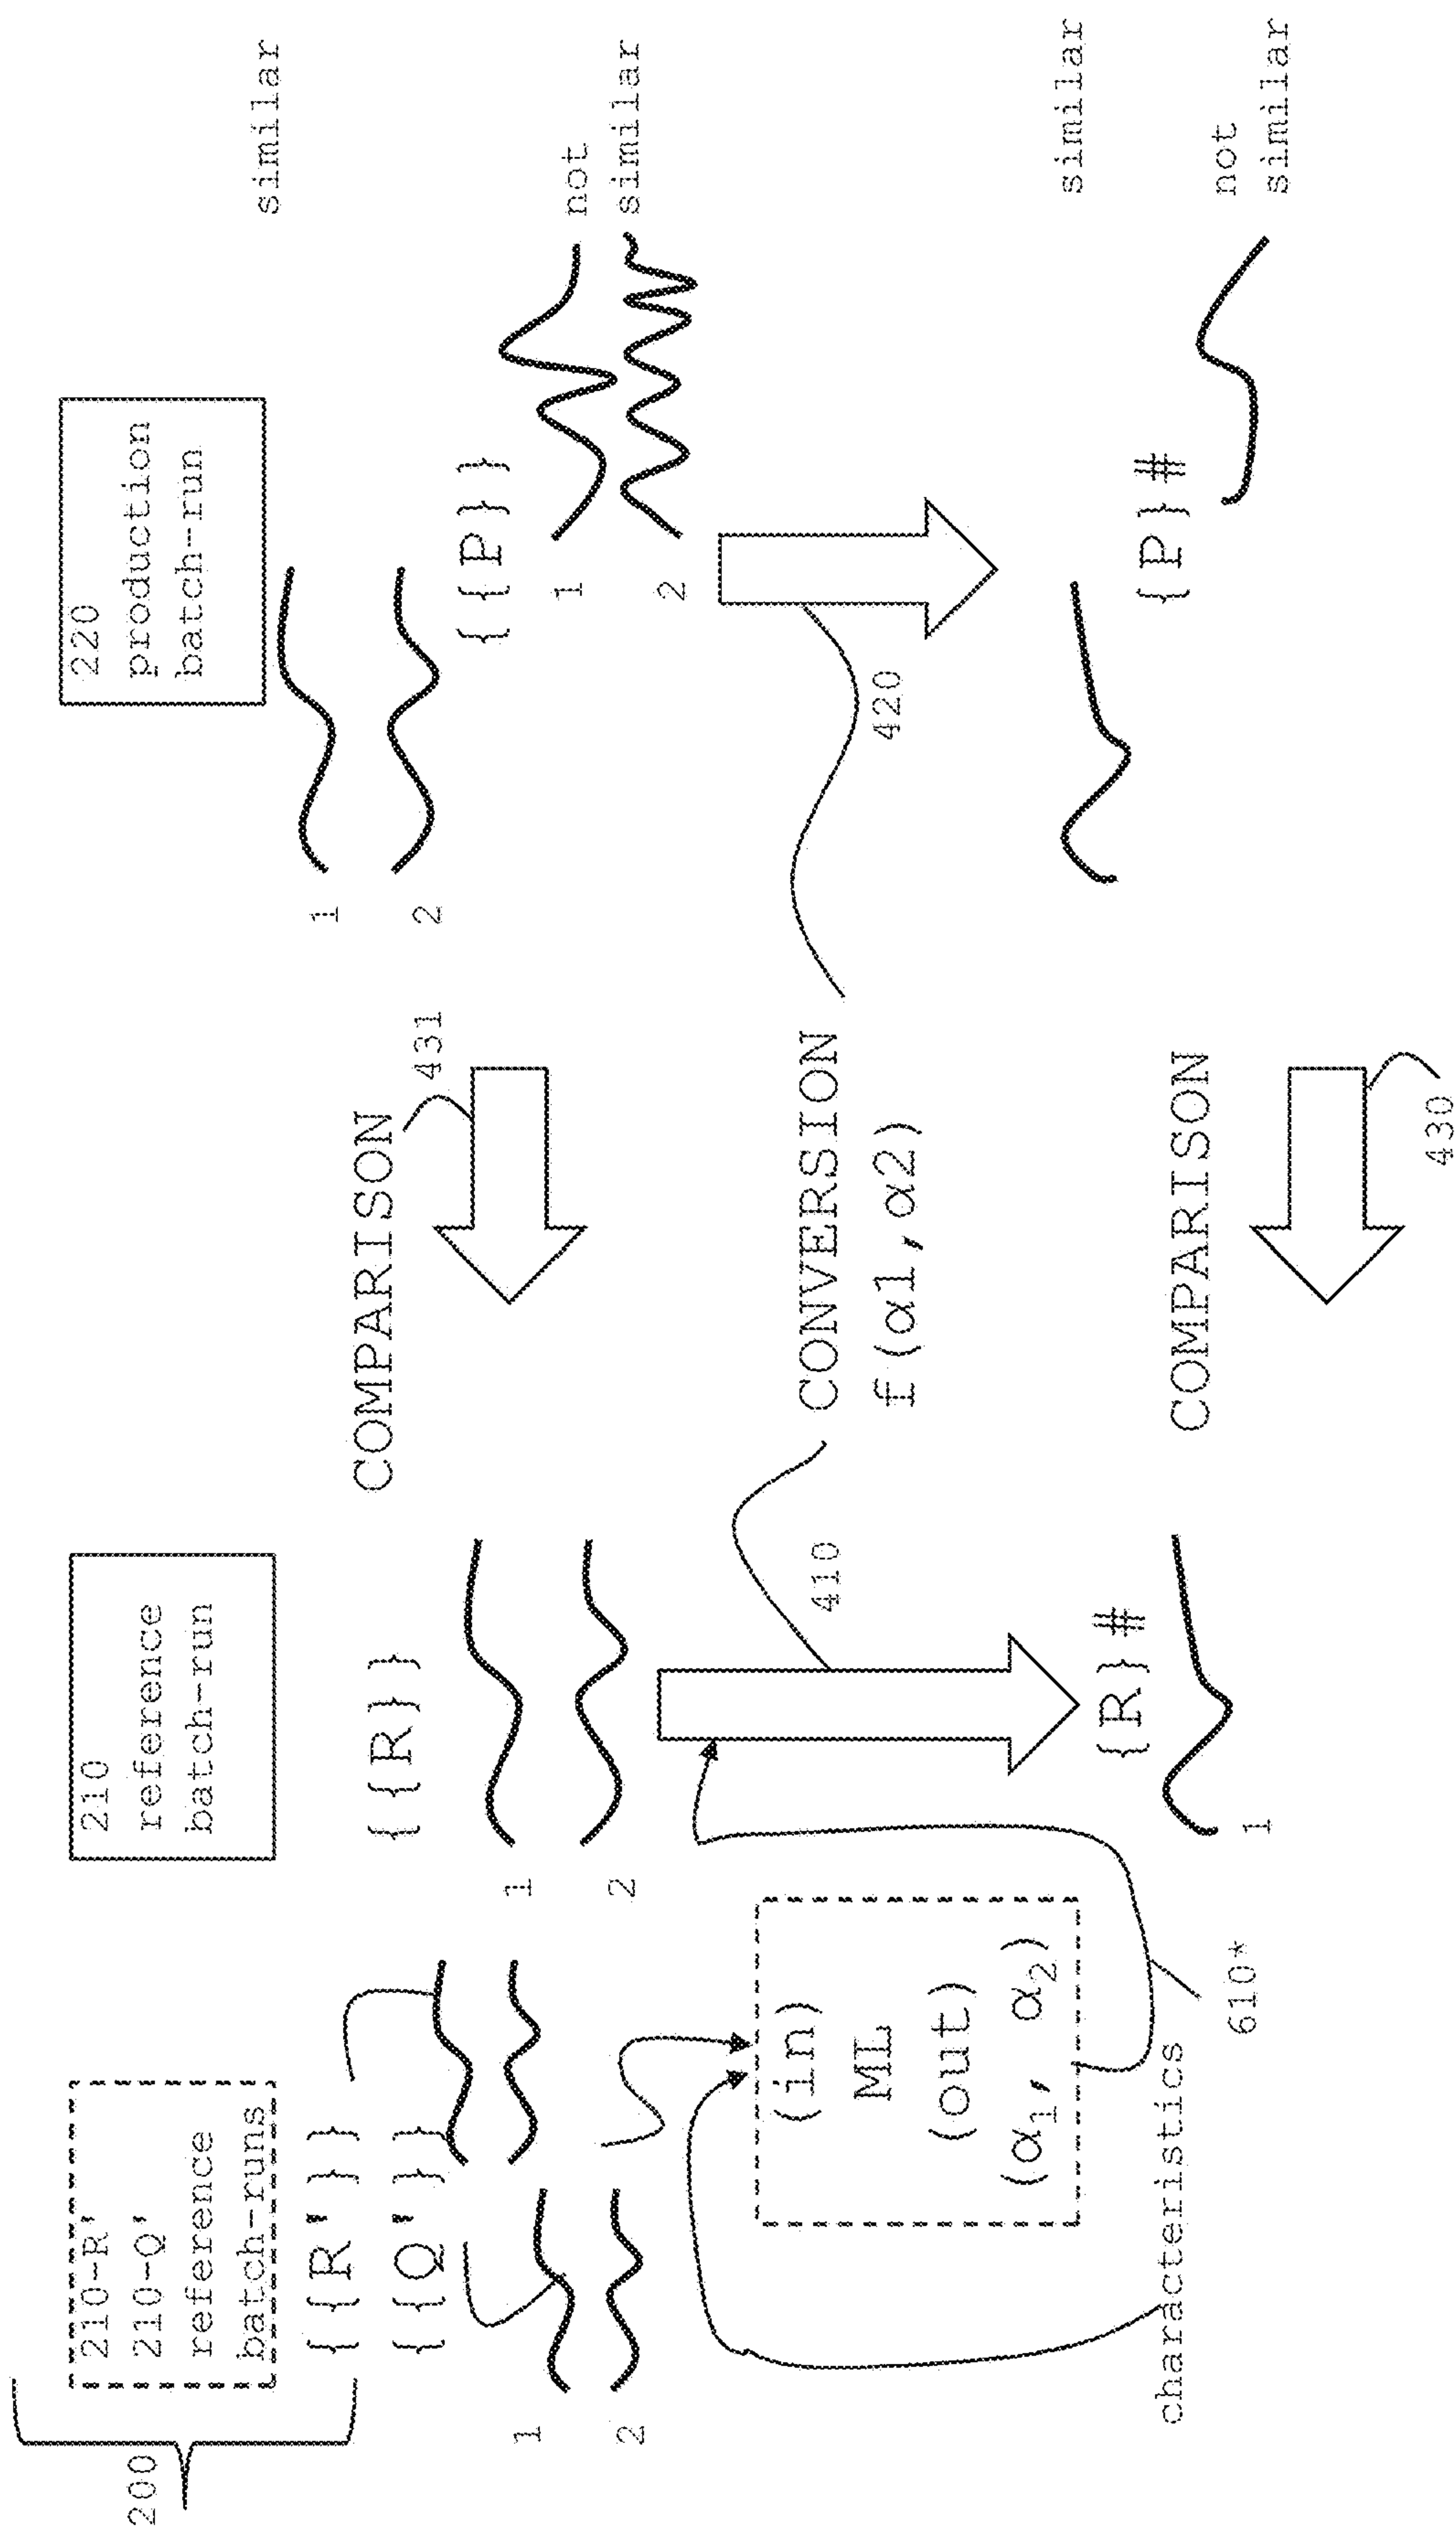 200
210-R'
210-Q'
reference
batch-runs
{{R'}}
{{Q'}}
1
2
(in)
ML
(out)
(α₁, α₂)
characteristics
610*
210
reference
batch-run
{{R}}
1
2
410
{R}#
1
COMPARISON
431
CONVERSION
f(α1,α2)
COMPARISON
430
220
production
batch-run
1
2
similar
{{P}}
1
2
not
similar
420
{P}#
similar
not
similar